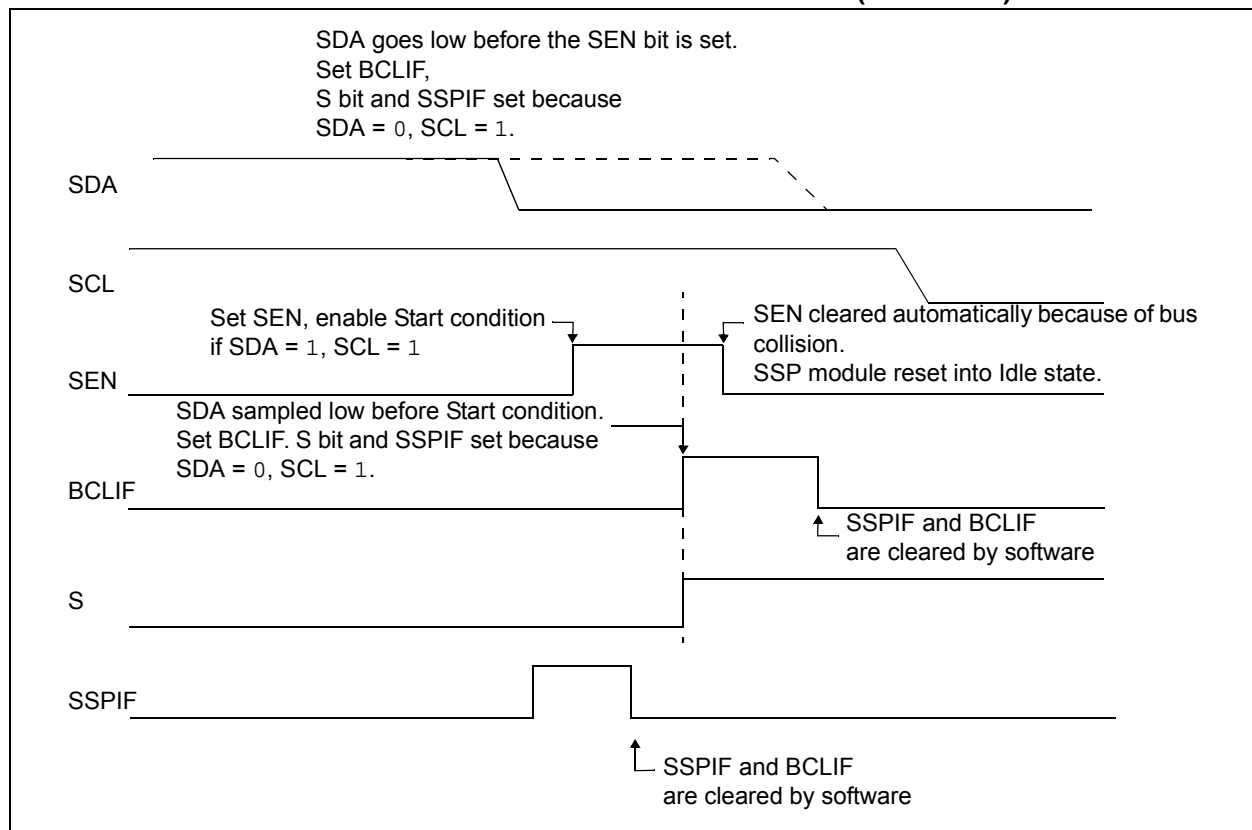 SDA goes low before the SEN bit is set.
Set BCLIF,
S bit and SSPIF set because
SDA = 0, SCL = 1.
SDA
SCL
Set SEN, enable Start condition
if SDA = 1, SCL = 1
SEN cleared automatically because of bus
collision.
SSP module reset into Idle state.
SEN
SDA sampled low before Start condition.
Set BCLIF. S bit and SSPIF set because
SDA = 0, SCL = 1.
BCLIF
SSPIF and BCLIF
are cleared by software
S
SSPIF
SSPIF and BCLIF
are cleared by software